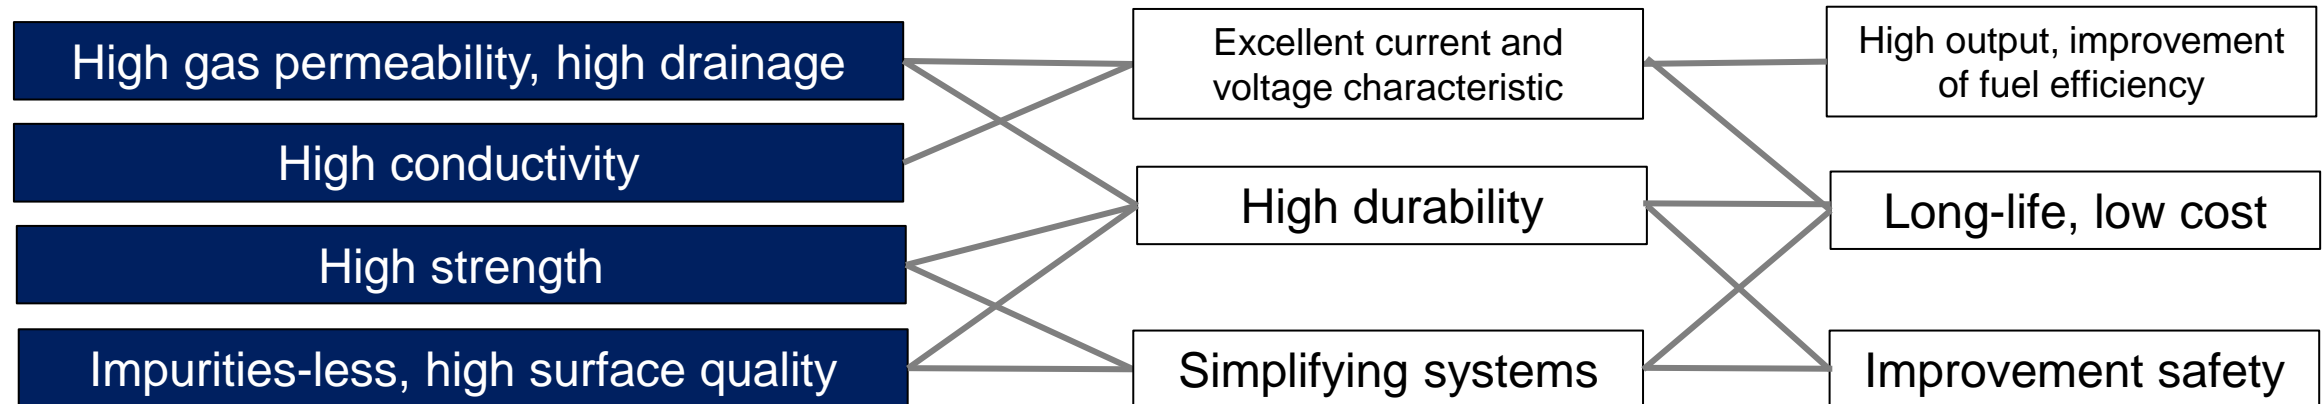 High gas permeability, high drainage
High conductivity
High strength
Impurities-less, high surface quality
Excellent current and
voltage characteristic
High durability
Simplifying systems
High output, improvement
of fuel efficiency
Long-life, low cost
Improvement safety